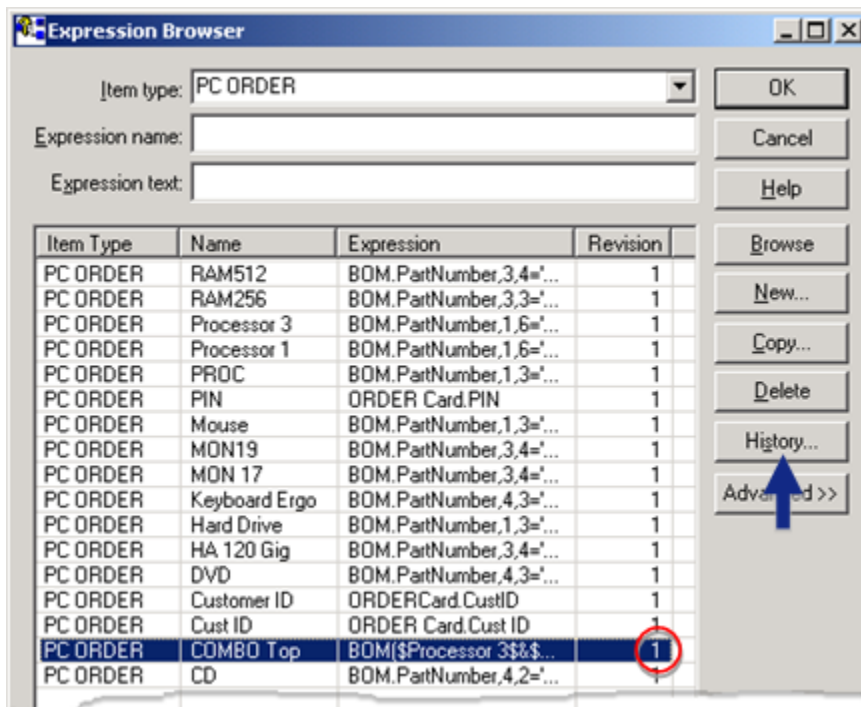 Expression Browser
Item type: PC ORDER
OK
Expression name:
Cancel
Expression text:
Help
Item Type Name Expression Revision
Browse
PC ORDER RAM512 BOM.PartNumber,3,4='... 1
PC ORDER RAM256 BOM.PartNumber,3,3='... 1
New...
PC ORDER Processor 3 BOM.PartNumber,1,6='... 1
PC ORDER Processor 1 BOM.PartNumber,1,6='... 1
Copy...
PC ORDER PROC BOM.PartNumber,1,3='... 1
PC ORDER PIN ORDER Card.PIN 1
Delete
PC ORDER Mouse BOM.PartNumber,1,3='... 1
PC ORDER MON19 BOM.PartNumber,3,4='... 1
History...
PC ORDER MON 17 BOM.PartNumber,3,4='... 1
PC ORDER Keyboard Ergo BOM.PartNumber,4,3='... 1
Advanced >>
PC ORDER Hard Drive BOM.PartNumber,1,3='... 1
PC ORDER HA 120 Gig BOM.PartNumber,3,4='... 1
PC ORDER DVD BOM.PartNumber,4,3='... 1
PC ORDER Customer ID ORDERCard.CustID 1
PC ORDER Cust ID ORDER Card.Cust ID 1
PC ORDER COMBO Top BOM($Processor 3$&$... 1
PC ORDER CD BOM.PartNumber,4,2='... 1